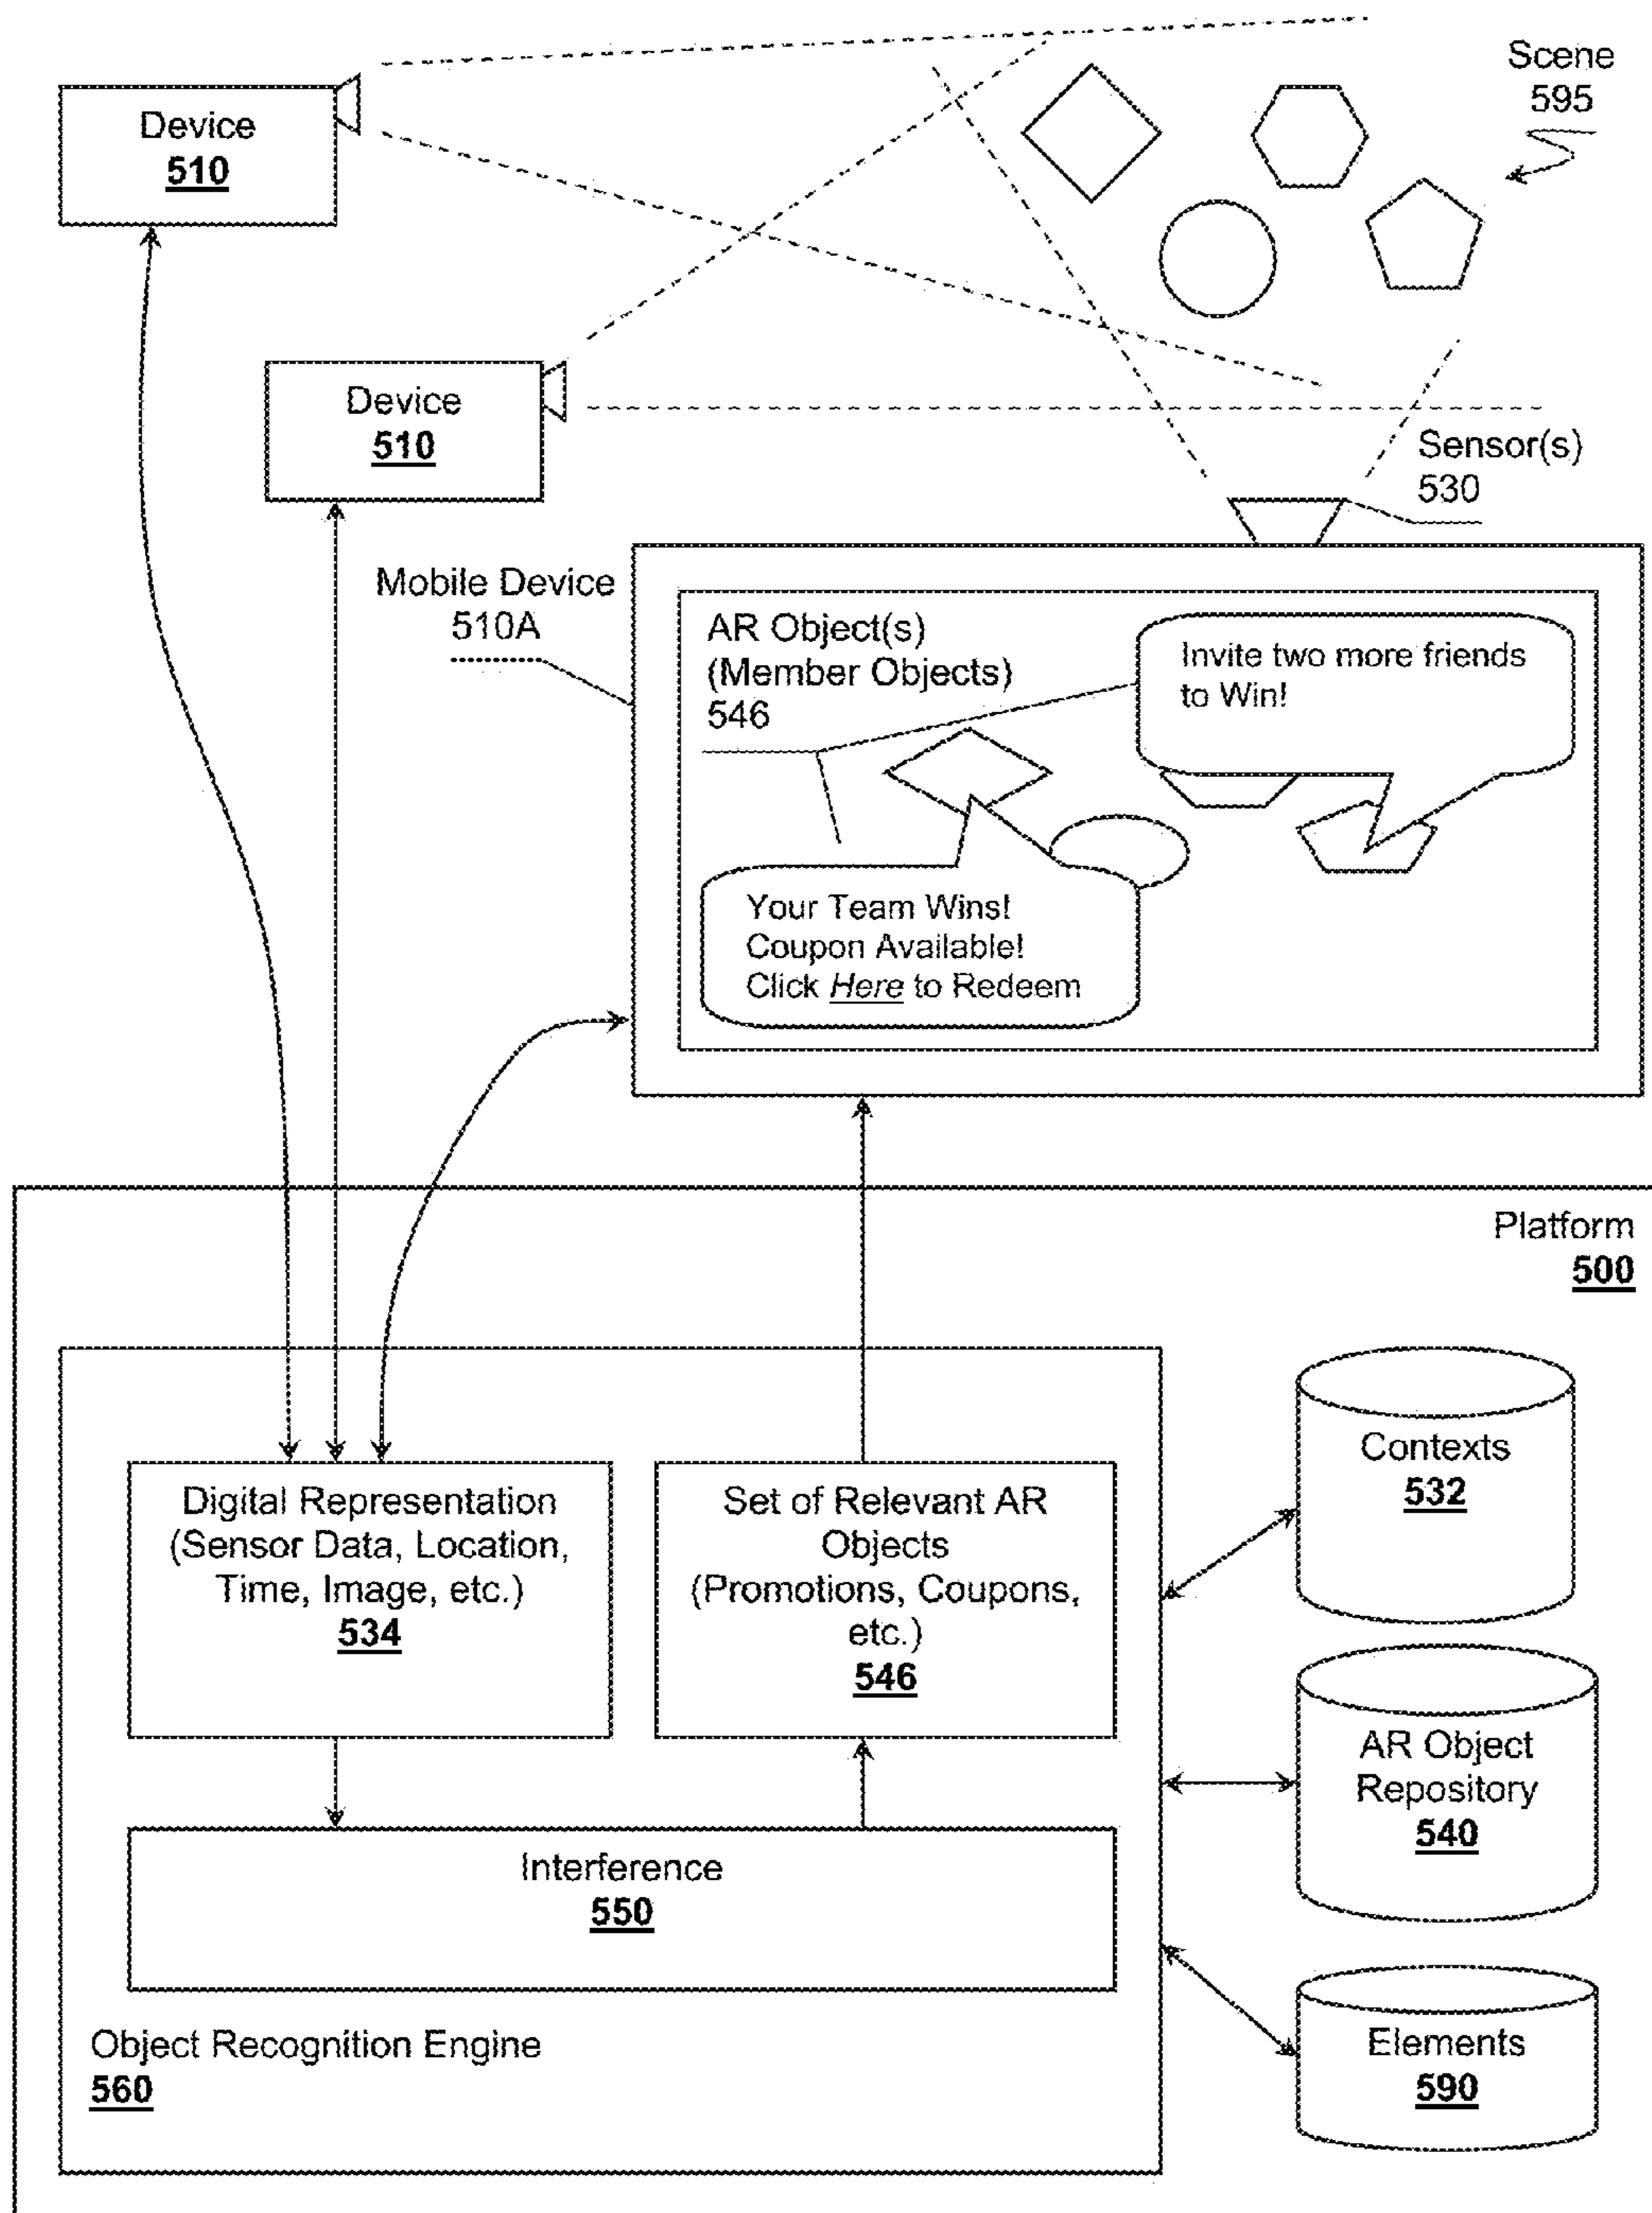 Scene
595
Device
510
Device
510
Sensor(s)
530
Mobile Device
510A
AR Object(s)
(Member Objects)
546
Invite two more friends
to Win!
Your Team Wins!
Coupon Available!
Click Here to Redeem
Platform
500
Digital Representation
(Sensor Data, Location,
Time, Image, etc.)
534
Set of Relevant AR
Objects
(Promotions, Coupons,
etc.)
546
Contexts
532
AR Object
Repository
540
Interference
550
Elements
590
Object Recognition Engine
560